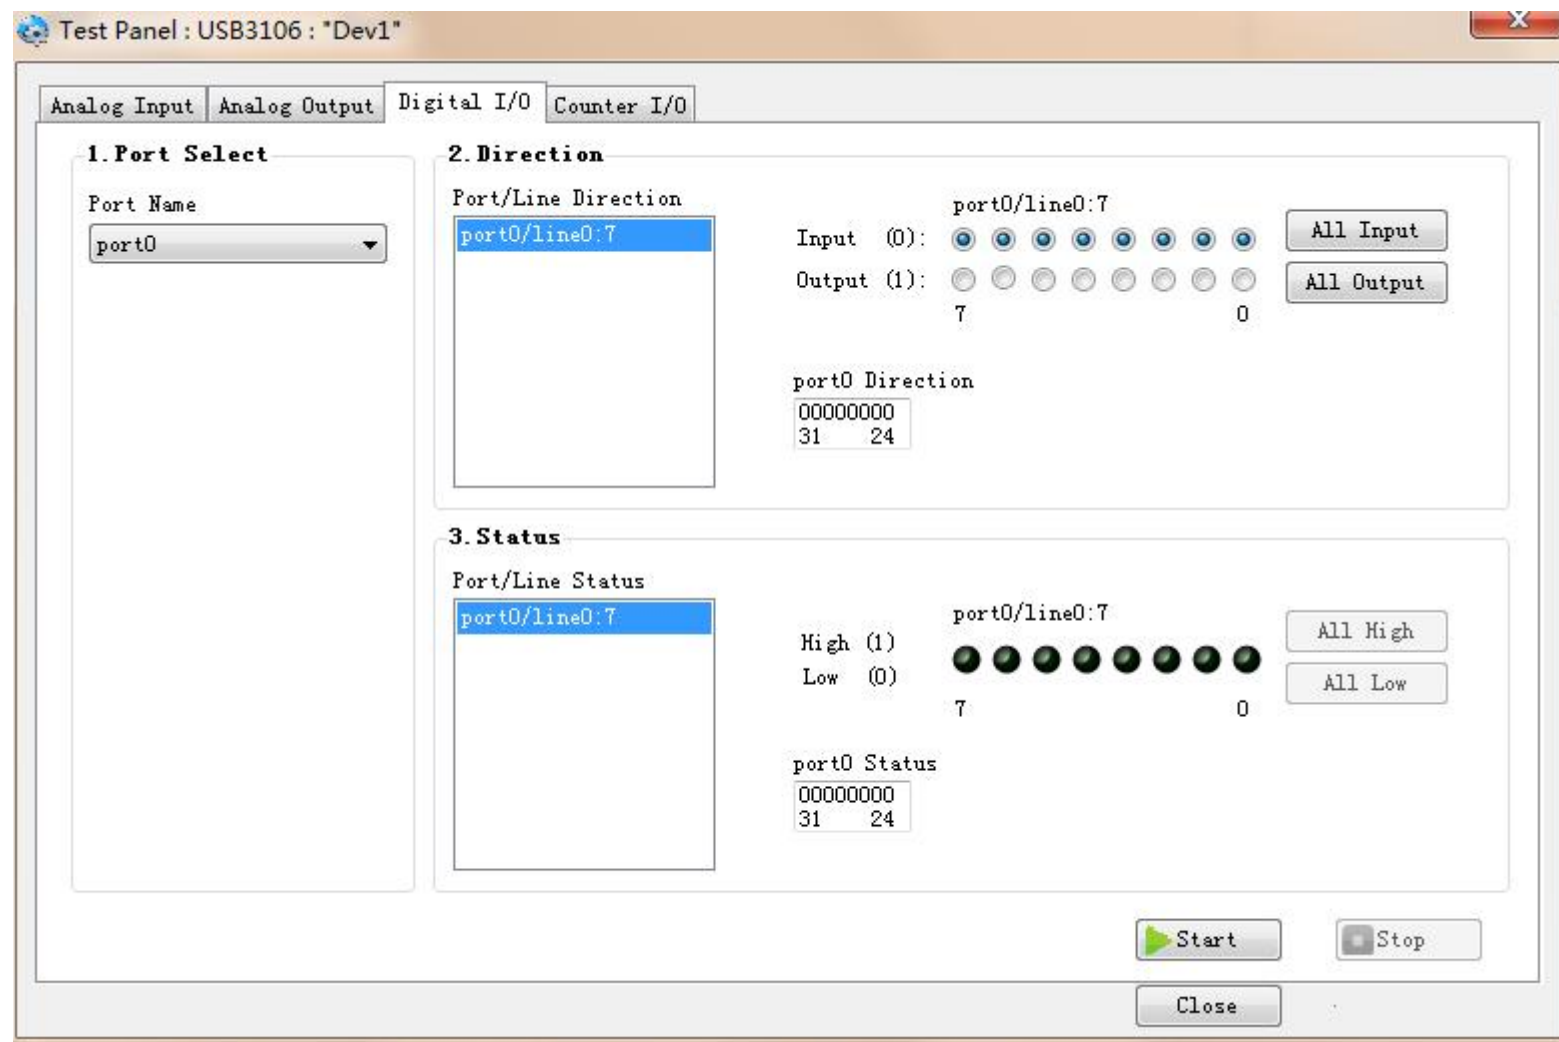 Test Panel : USB3106 : "Dev1"
Analog Input
Analog Output
Digital I/O
Counter I/O
1.Port Select
Port Name
port0
2.Direction
Port/Line Direction
port0/line0:7
port0/line0:7
Input (0):
Output (1):
7 0
All Input
All Output
port0 Direction
00000000
31 24
3.Status
Port/Line Status
port0/line0:7
port0/line0:7
High (1)
Low (0)
7 0
All High
All Low
port0 Status
00000000
31 24
Start
Stop
Close